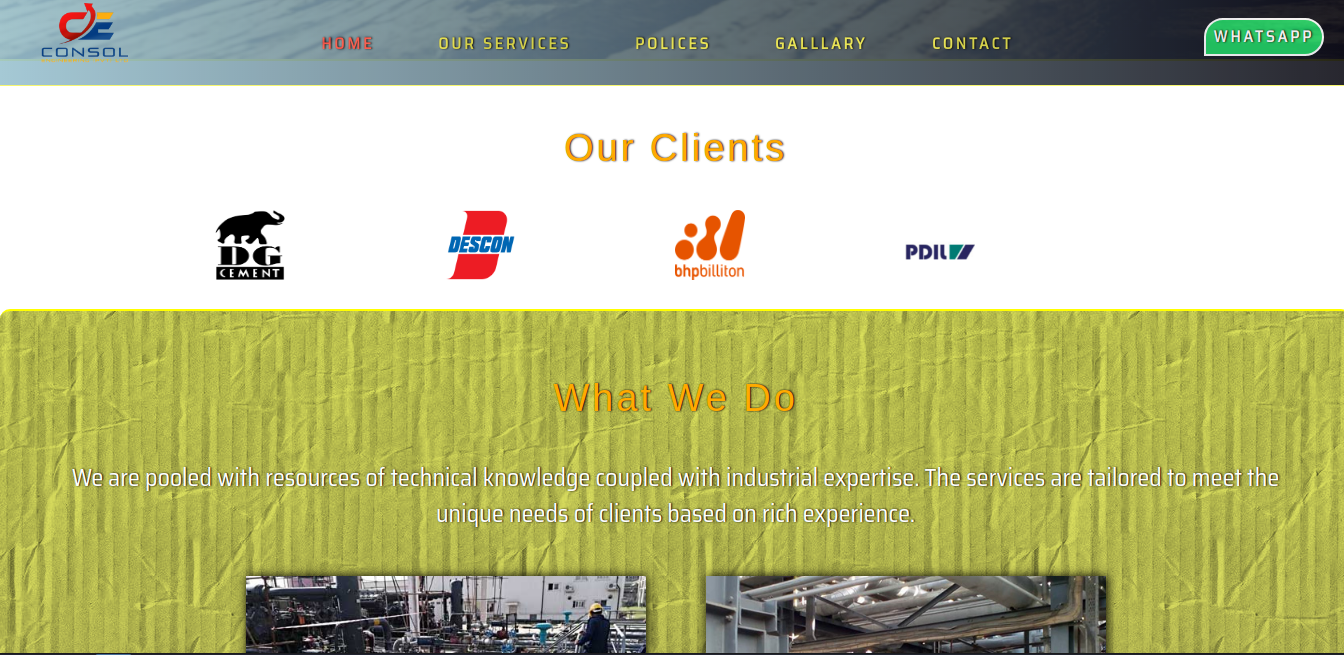 CONSOL
HOME
OUR SERVICES
POLICES
GALLLARY
CONTACT
WHATSAPP
Our Clients
DG
CEMENT
DESCON
bhpbilliton
PDIL
What We Do
We are pooled with resources of technical knowledge coupled with industrial expertise. The services are tailored to meet the
unique needs of clients based on rich experience.